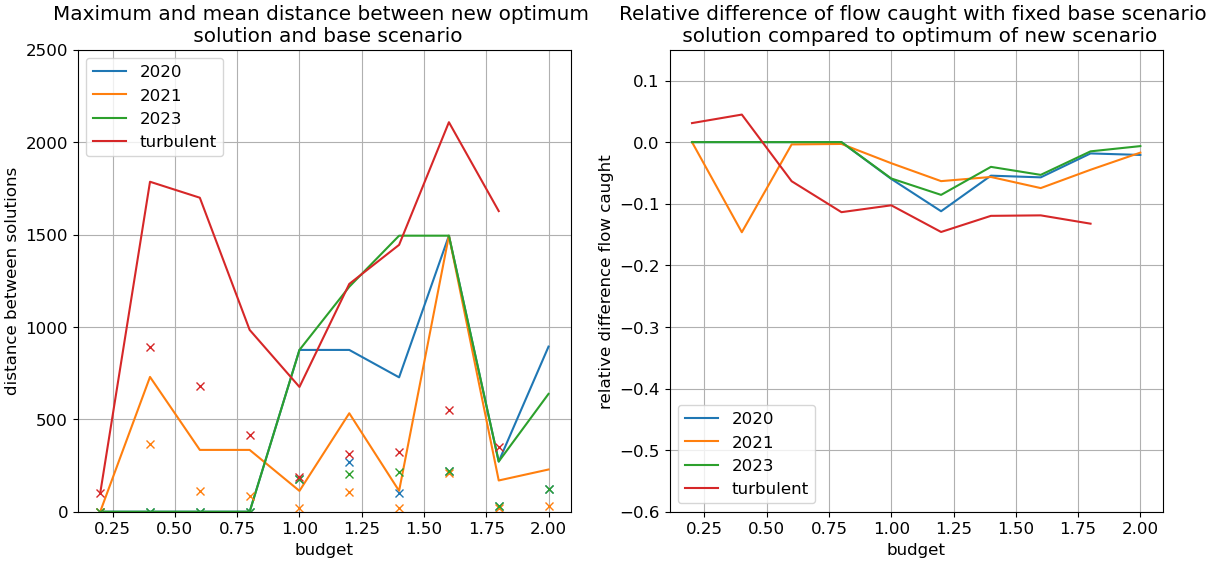 Maximum and mean distance between new optimum
solution and base scenario
2500
2000
1500
1000
500
0
distance between solutions
2020
2021
2023
turbulent
0.25 0.50 0.75 1.00 1.25 1.50 1.75 2.00
budget
Relative difference of flow caught with fixed base scenario
solution compared to optimum of new scenario
0.1
0.0
−0.1
−0.2
−0.3
−0.4
−0.5
−0.6
relative difference flow caught
2020
2021
2023
turbulent
0.25 0.50 0.75 1.00 1.25 1.50 1.75 2.00
budget